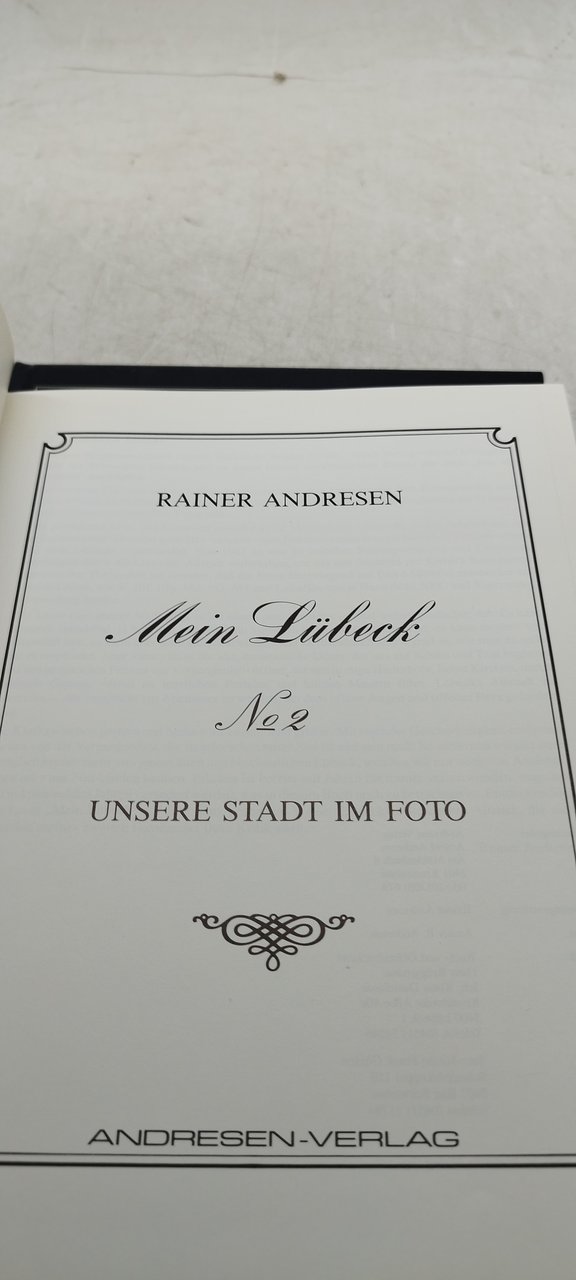 RAINER ANDRESEN
Mein Lübeck
No 2
UNSERE STADT IM FOTO
ANDRESEN-VERLAG